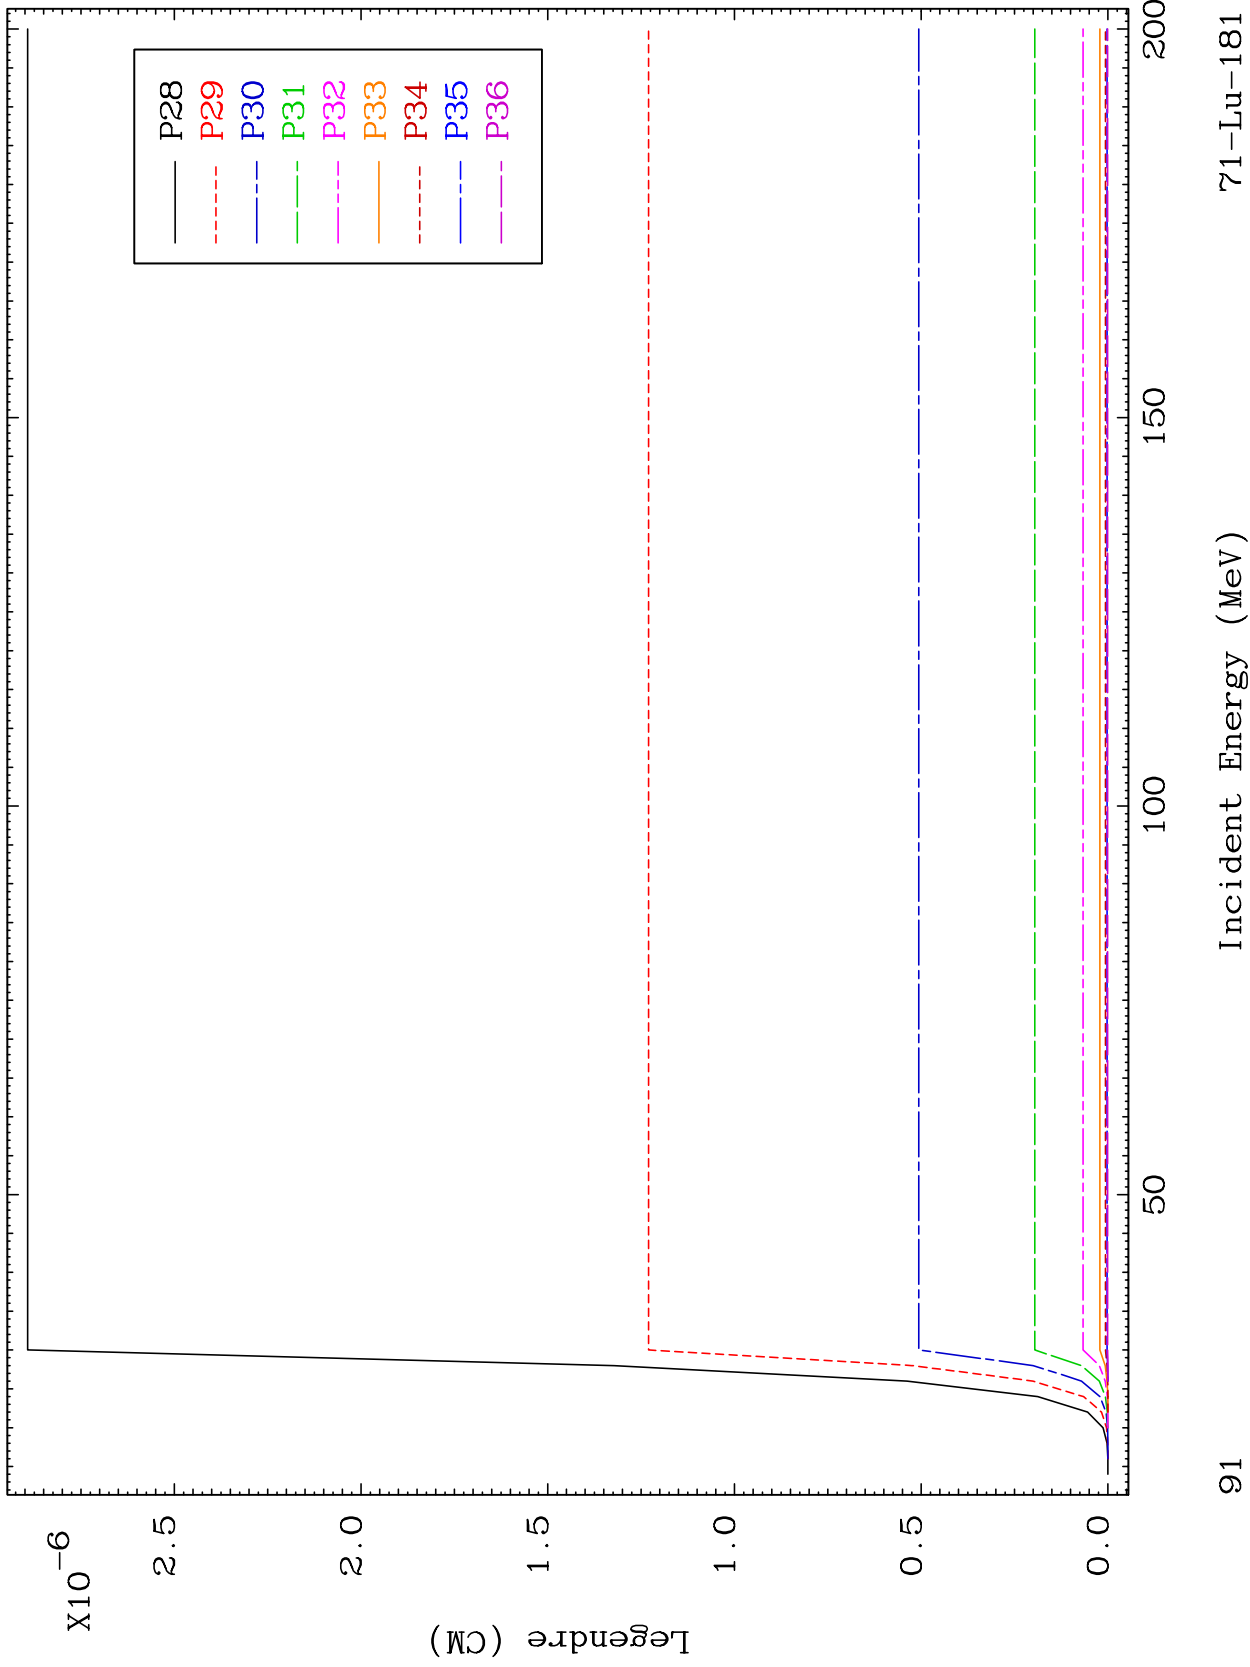 X10-6
2.5
2.0
1.5
1.0
0.5
0.0
Legendre (CM)
P28
P29
P30
P31
P32
P33
P34
P35
P36
50
100
150
200
91
Incident Energy (MeV)
71-Lu-181